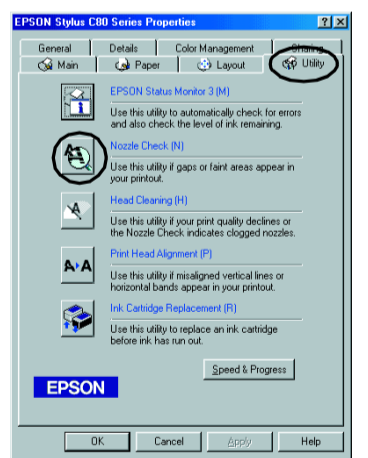 EPSON Stylus C80 Series Properties
General Details Color Management Sharing
Main Paper Layout Utility
EPSON Status Monitor 3 (M)
Use this utility to automatically check for errors
and also check the level of ink remaining.
Nozzle Check (N)
Use this utility if gaps or faint areas appear in
your printout.
Head Cleaning (H)
Use this utility if your print quality declines or
the Nozzle Check indicates clogged nozzles.
Print Head Alignment (P)
Use this utility if misaligned vertical lines or
horizontal bands appear in your printout.
Ink Cartridge Replacement (R)
Use this utility to replace an ink cartridge
before ink has run out.
Speed & Progress
EPSON
OK Cancel Apply Help